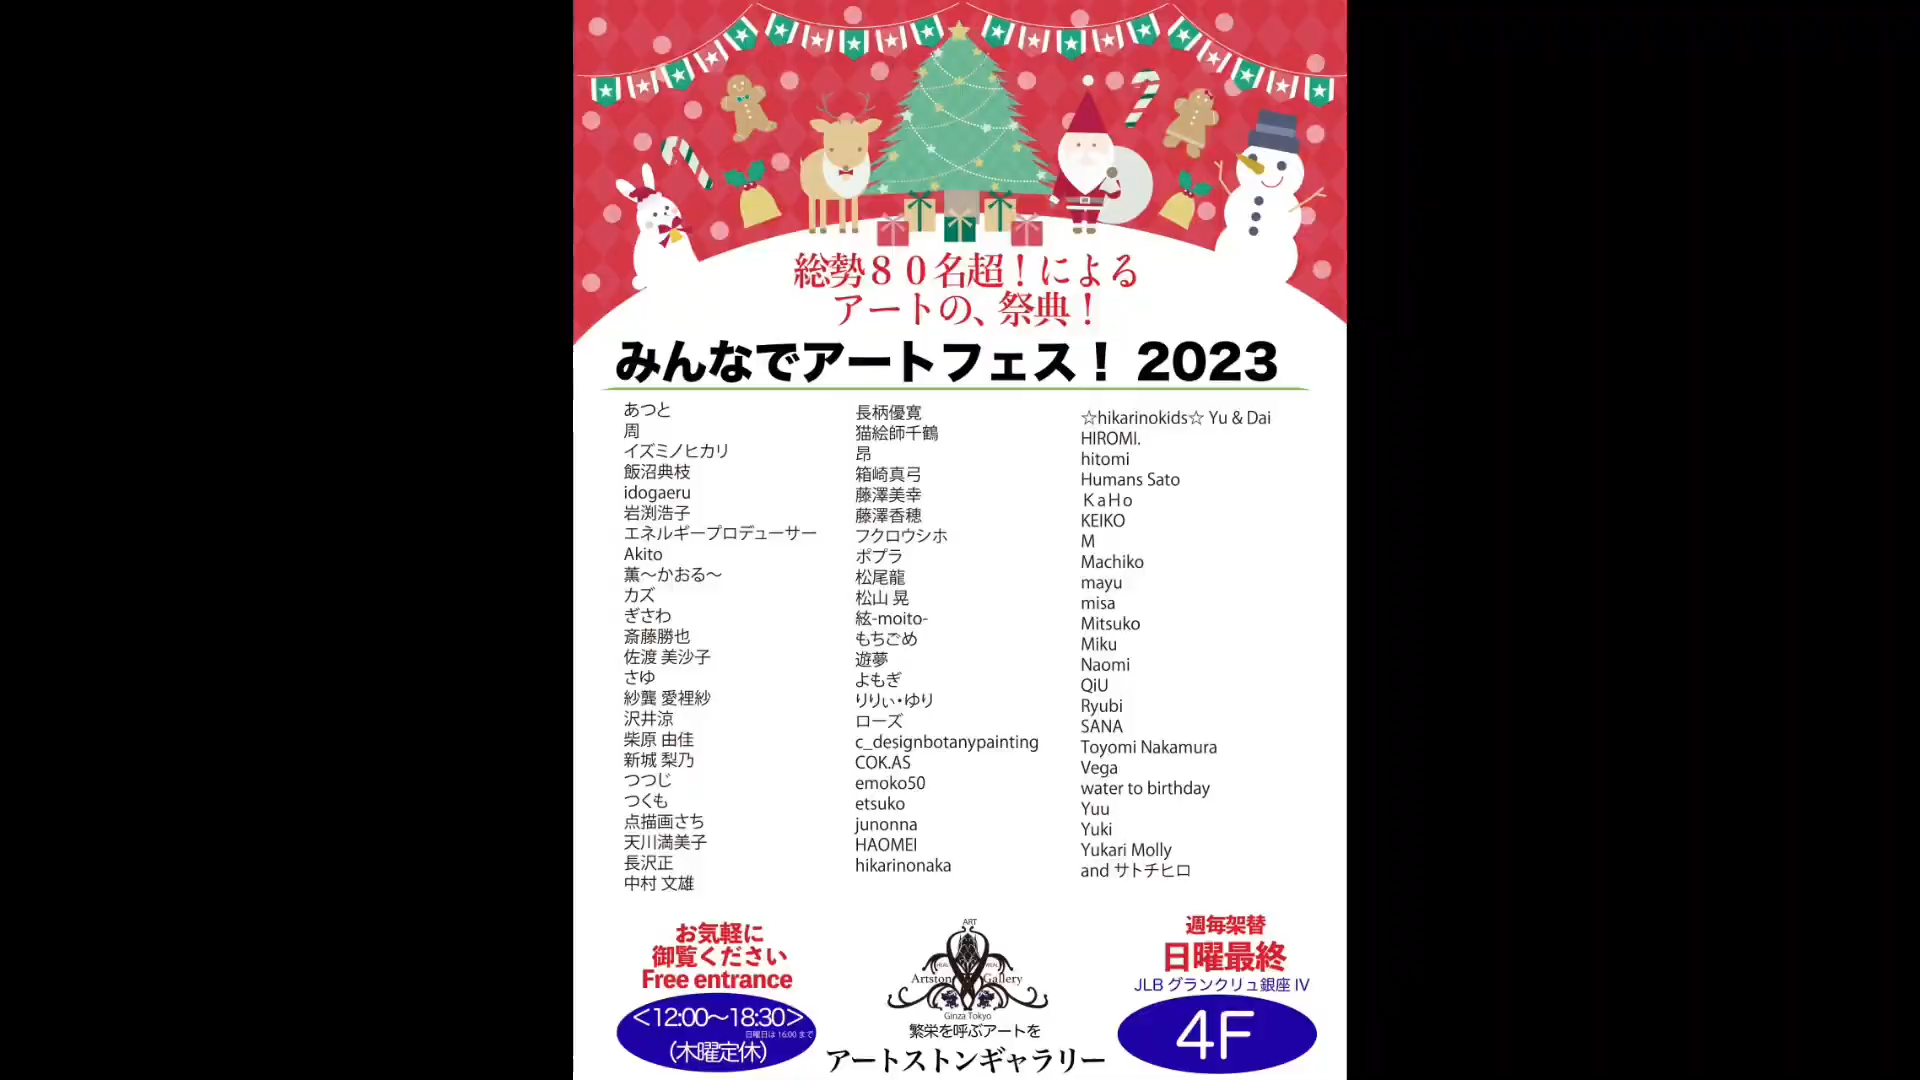 総勢８０名超！による
アートの、祭典！
みんなでアートフェス！ 2023
あつと
周
イズミノヒカリ
飯沼典枝
idogaeru
岩渕浩子
エネルギープロデューサー
Akito
薫〜かおる〜
カズ
ぎさわ
斎藤勝也
佐渡 美沙子
さゆ
紗龔 愛裡紗
沢井涼
柴原 由佳
新城 梨乃
つつじ
つくも
点描画さち
天川満美子
長沢正
中村 文雄
長柄優寛
猫絵師千鶴
昂
箱崎真弓
藤澤美幸
藤澤香穂
フクロウシホ
ポプラ
松尾龍
松山 晃
絃-moito-
もちごめ
遊夢
よもぎ
りりぃ・ゆり
ローズ
c_designbotanypainting
COK.AS
emoko50
etsuko
junonna
HAOMEI
hikarinonaka
☆hikarinokids☆ Yu & Dai
HIROMI.
hitomi
Humans Sato
ＫaＨo
KEIKO
M
Machiko
mayu
misa
Mitsuko
Miku
Naomi
QiU
Ryubi
SANA
Toyomi Nakamura
Vega
water to birthday
Yuu
Yuki
Yukari Molly
and サトチヒロ
お気軽に
御覧ください
Free entrance
＜12:00〜18:30＞
日曜日は 16:00 まで
（木曜定休）
ART
Artston Gallery
Ginza Tokyo
繁栄を呼ぶアートを
アートストンギャラリー
週毎架替
日曜最終
JLB グランクリュ銀座 IV
4F